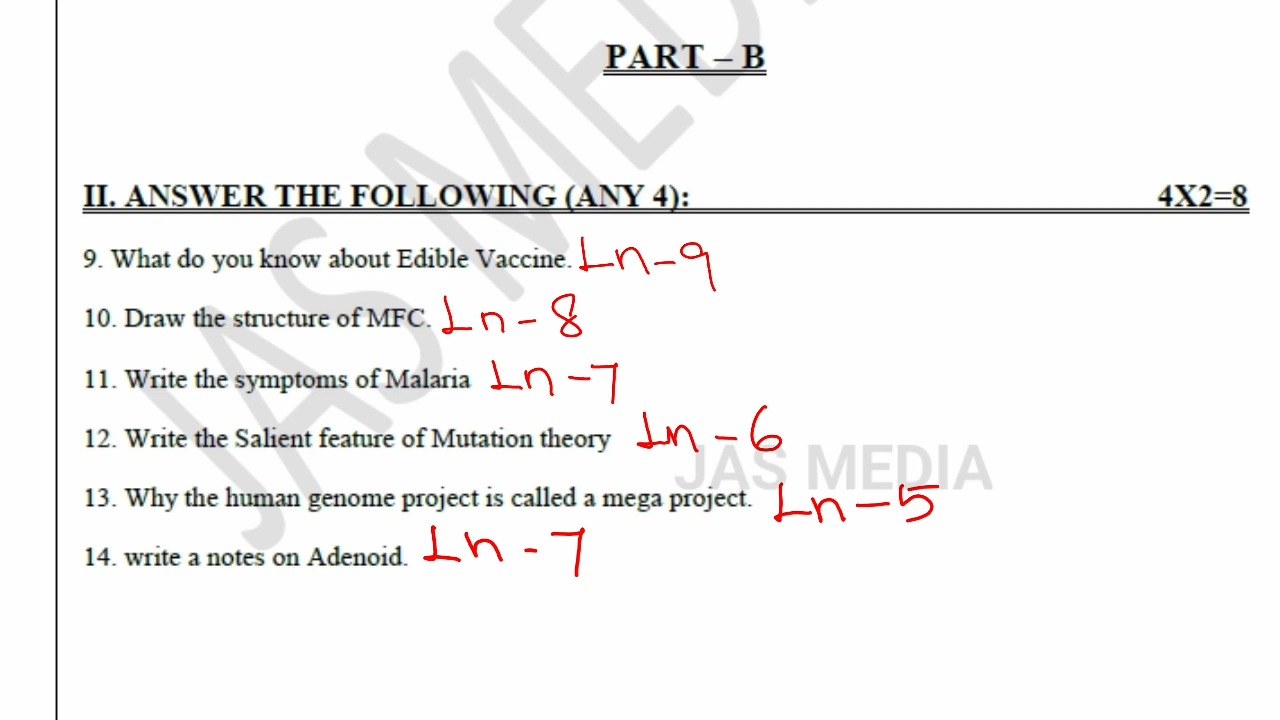 PART – B
II. ANSWER THE FOLLOWING (ANY 4): 4X2=8
9. What do you know about Edible Vaccine. Ln - 9
10. Draw the structure of MFC. Ln - 8
11. Write the symptoms of Malaria Ln - 7
12. Write the Salient feature of Mutation theory Ln - 6
JAS MEDIA
13. Why the human genome project is called a mega project. Ln - 5
14. write a notes on Adenoid. Ln - 7
JAS MEDI